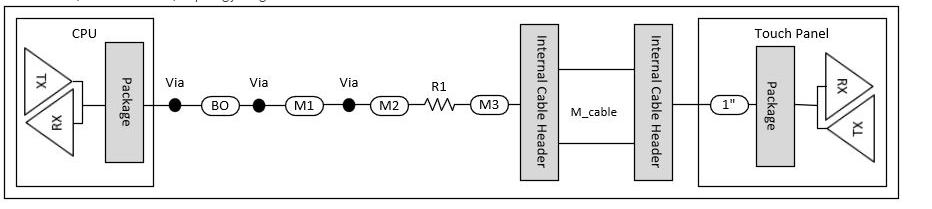 CPU
TX
RX
Package
Via
BO
Via
M1
Via
M2
R1
M3
Internal Cable Header
M_cable
Internal Cable Header
Touch Panel
1"
Package
RX
TX